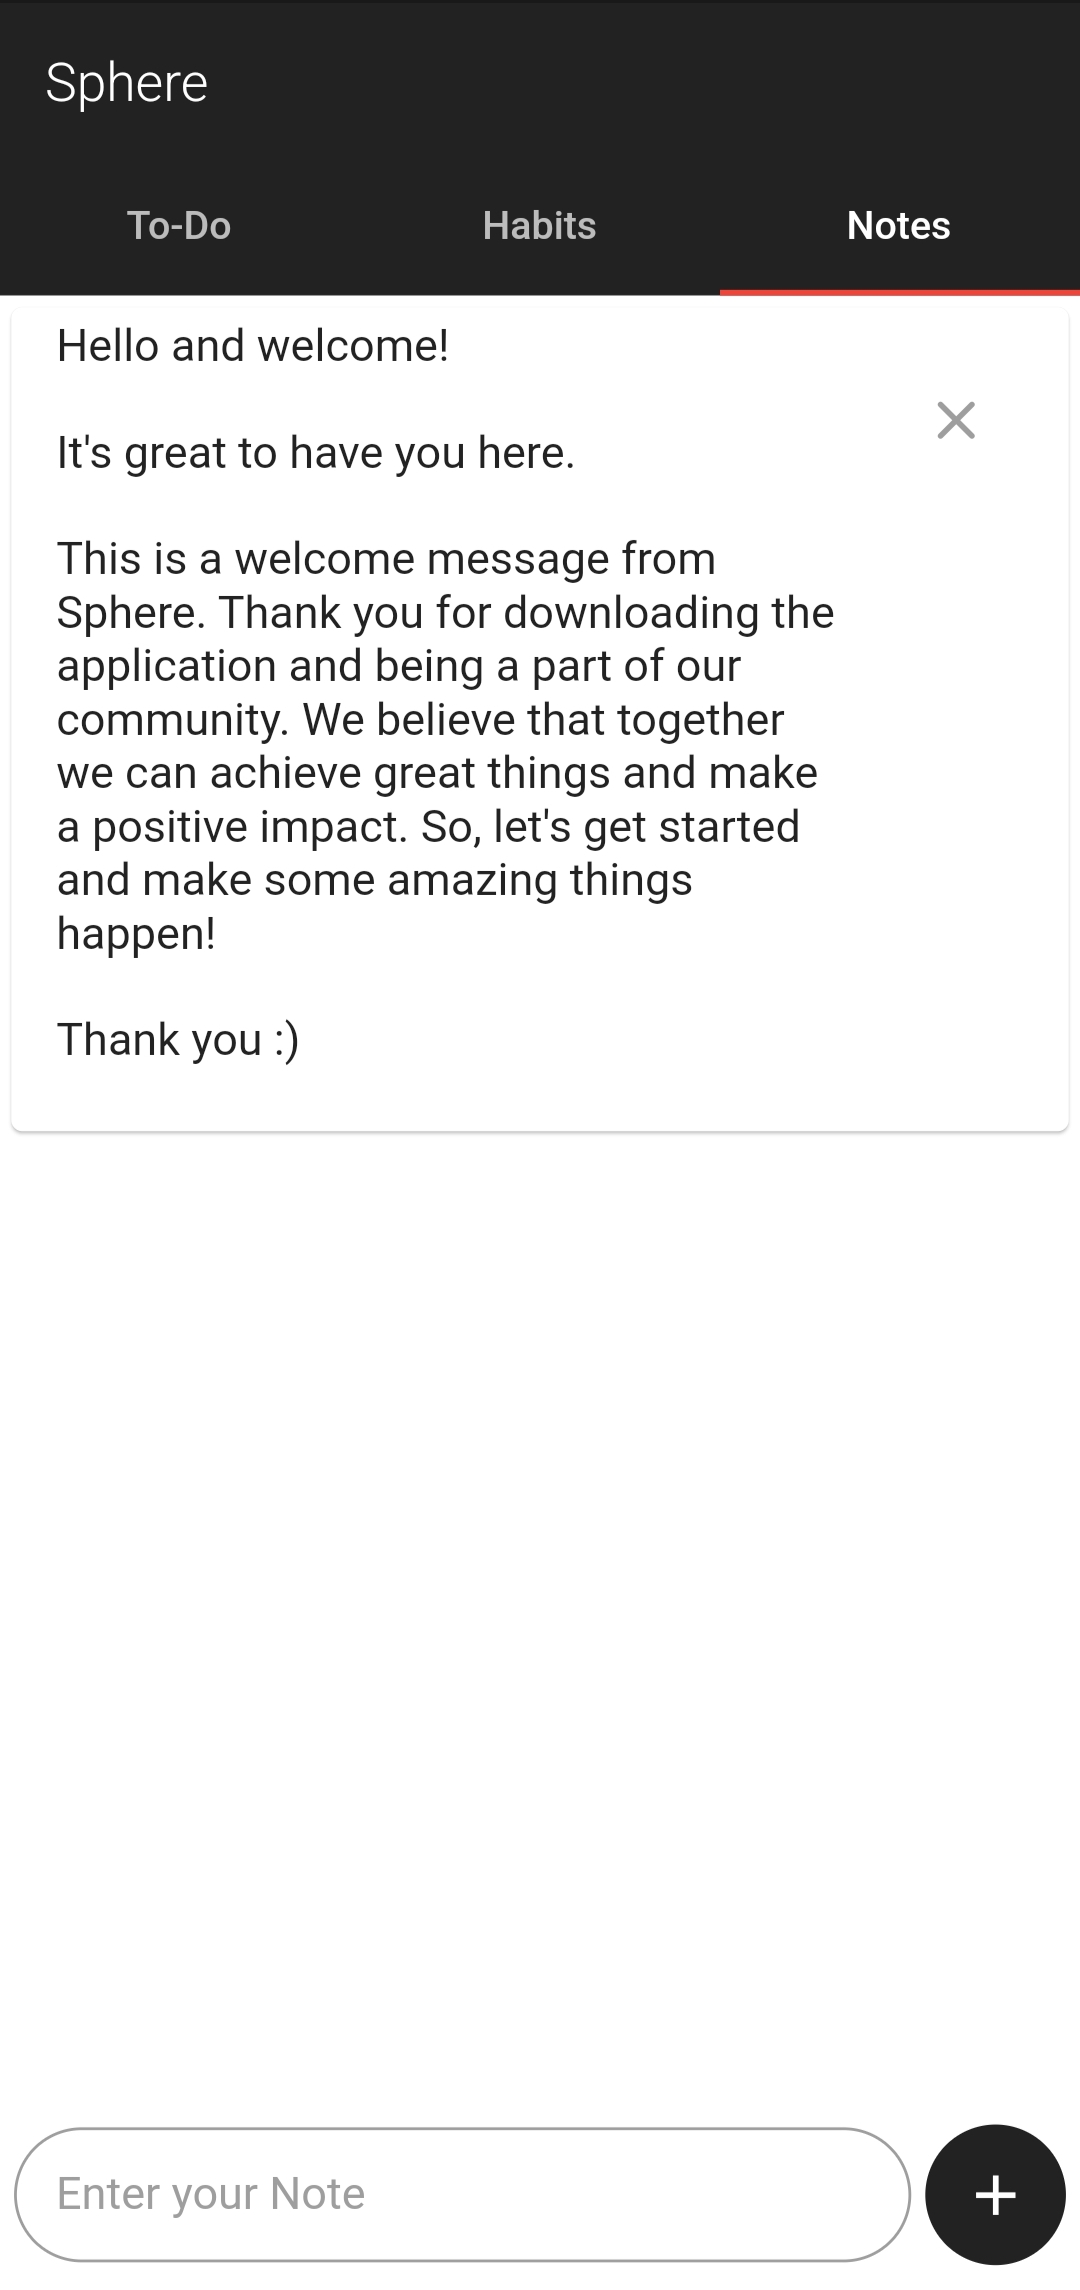 Sphere
To-Do
Habits
Notes
Hello and welcome!
It's great to have you here.
This is a welcome message from
Sphere. Thank you for downloading the
application and being a part of our
community. We believe that together
we can achieve great things and make
a positive impact. So, let's get started
and make some amazing things
happen!
Thank you :)
Enter your Note